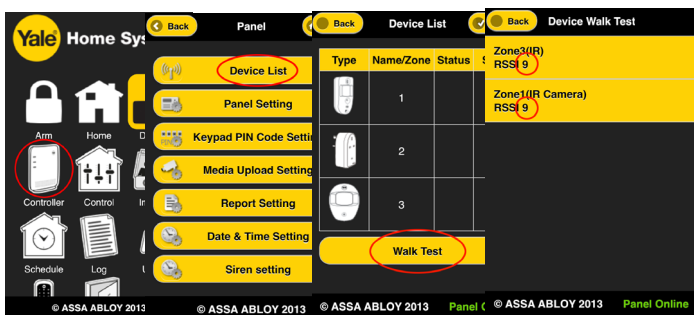 Yale Home Sys
Arm
Home
D
Controller
Control
In
Schedule
Log
L
© ASSA ABLOY 2013
Back
Panel
Device List
Panel Setting
Keypad PIN Code Settin
Media Upload Setting
Report Setting
Date & Time Setting
Siren setting
© ASSA ABLOY 2013
Back
Device List
Type Name/Zone Status S
1
2
3
Walk Test
© ASSA ABLOY 2013 Panel O
Back
Device Walk Test
Zone3(IR)
RSSI 9
Zone1(IR Camera)
RSSI 9
© ASSA ABLOY 2013 Panel Online